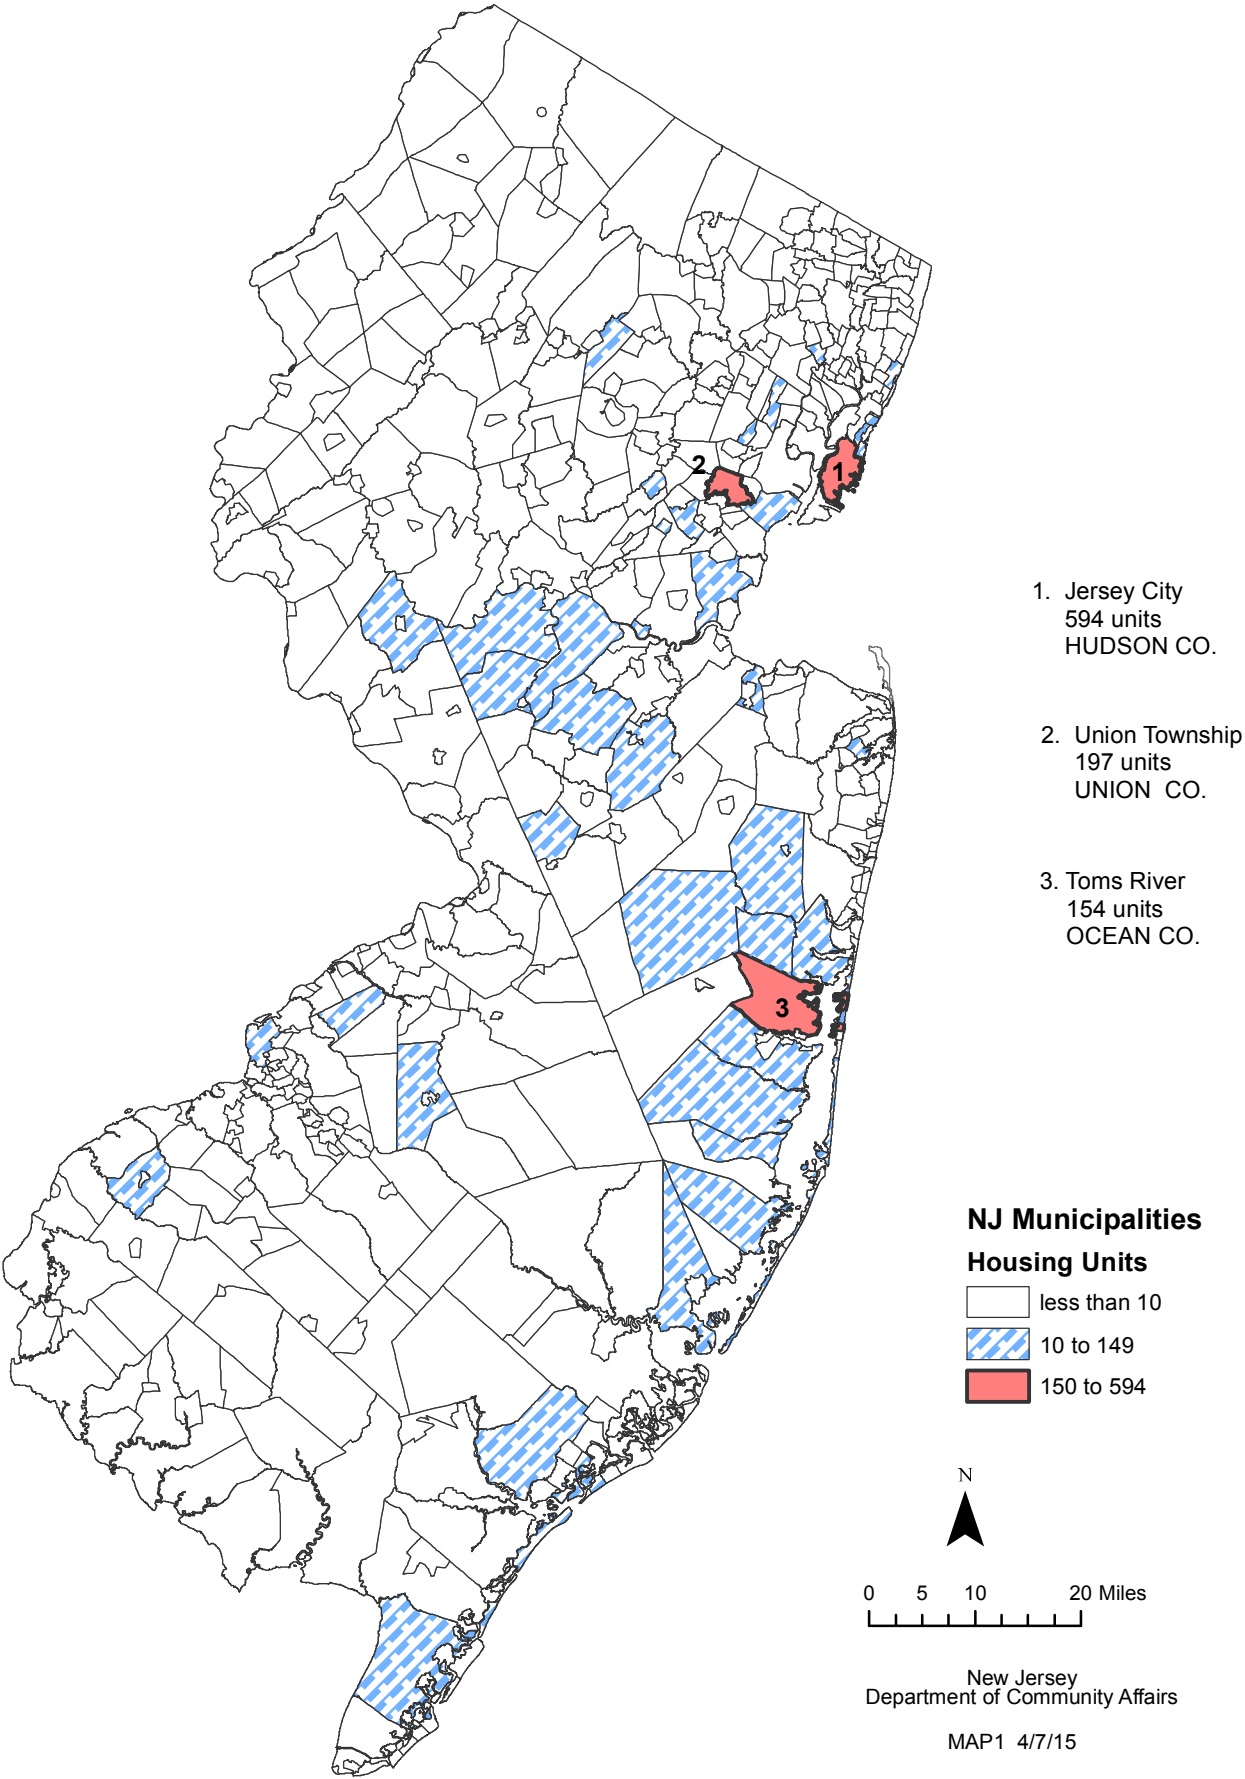 2
1
3
1. Jersey City
594 units
HUDSON CO.
2. Union Township
197 units
UNION CO.
3. Toms River
154 units
OCEAN CO.
NJ Municipalities
Housing Units
less than 10
10 to 149
150 to 594
N
0 5 10 20 Miles
New Jersey
Department of Community Affairs
MAP1 4/7/15